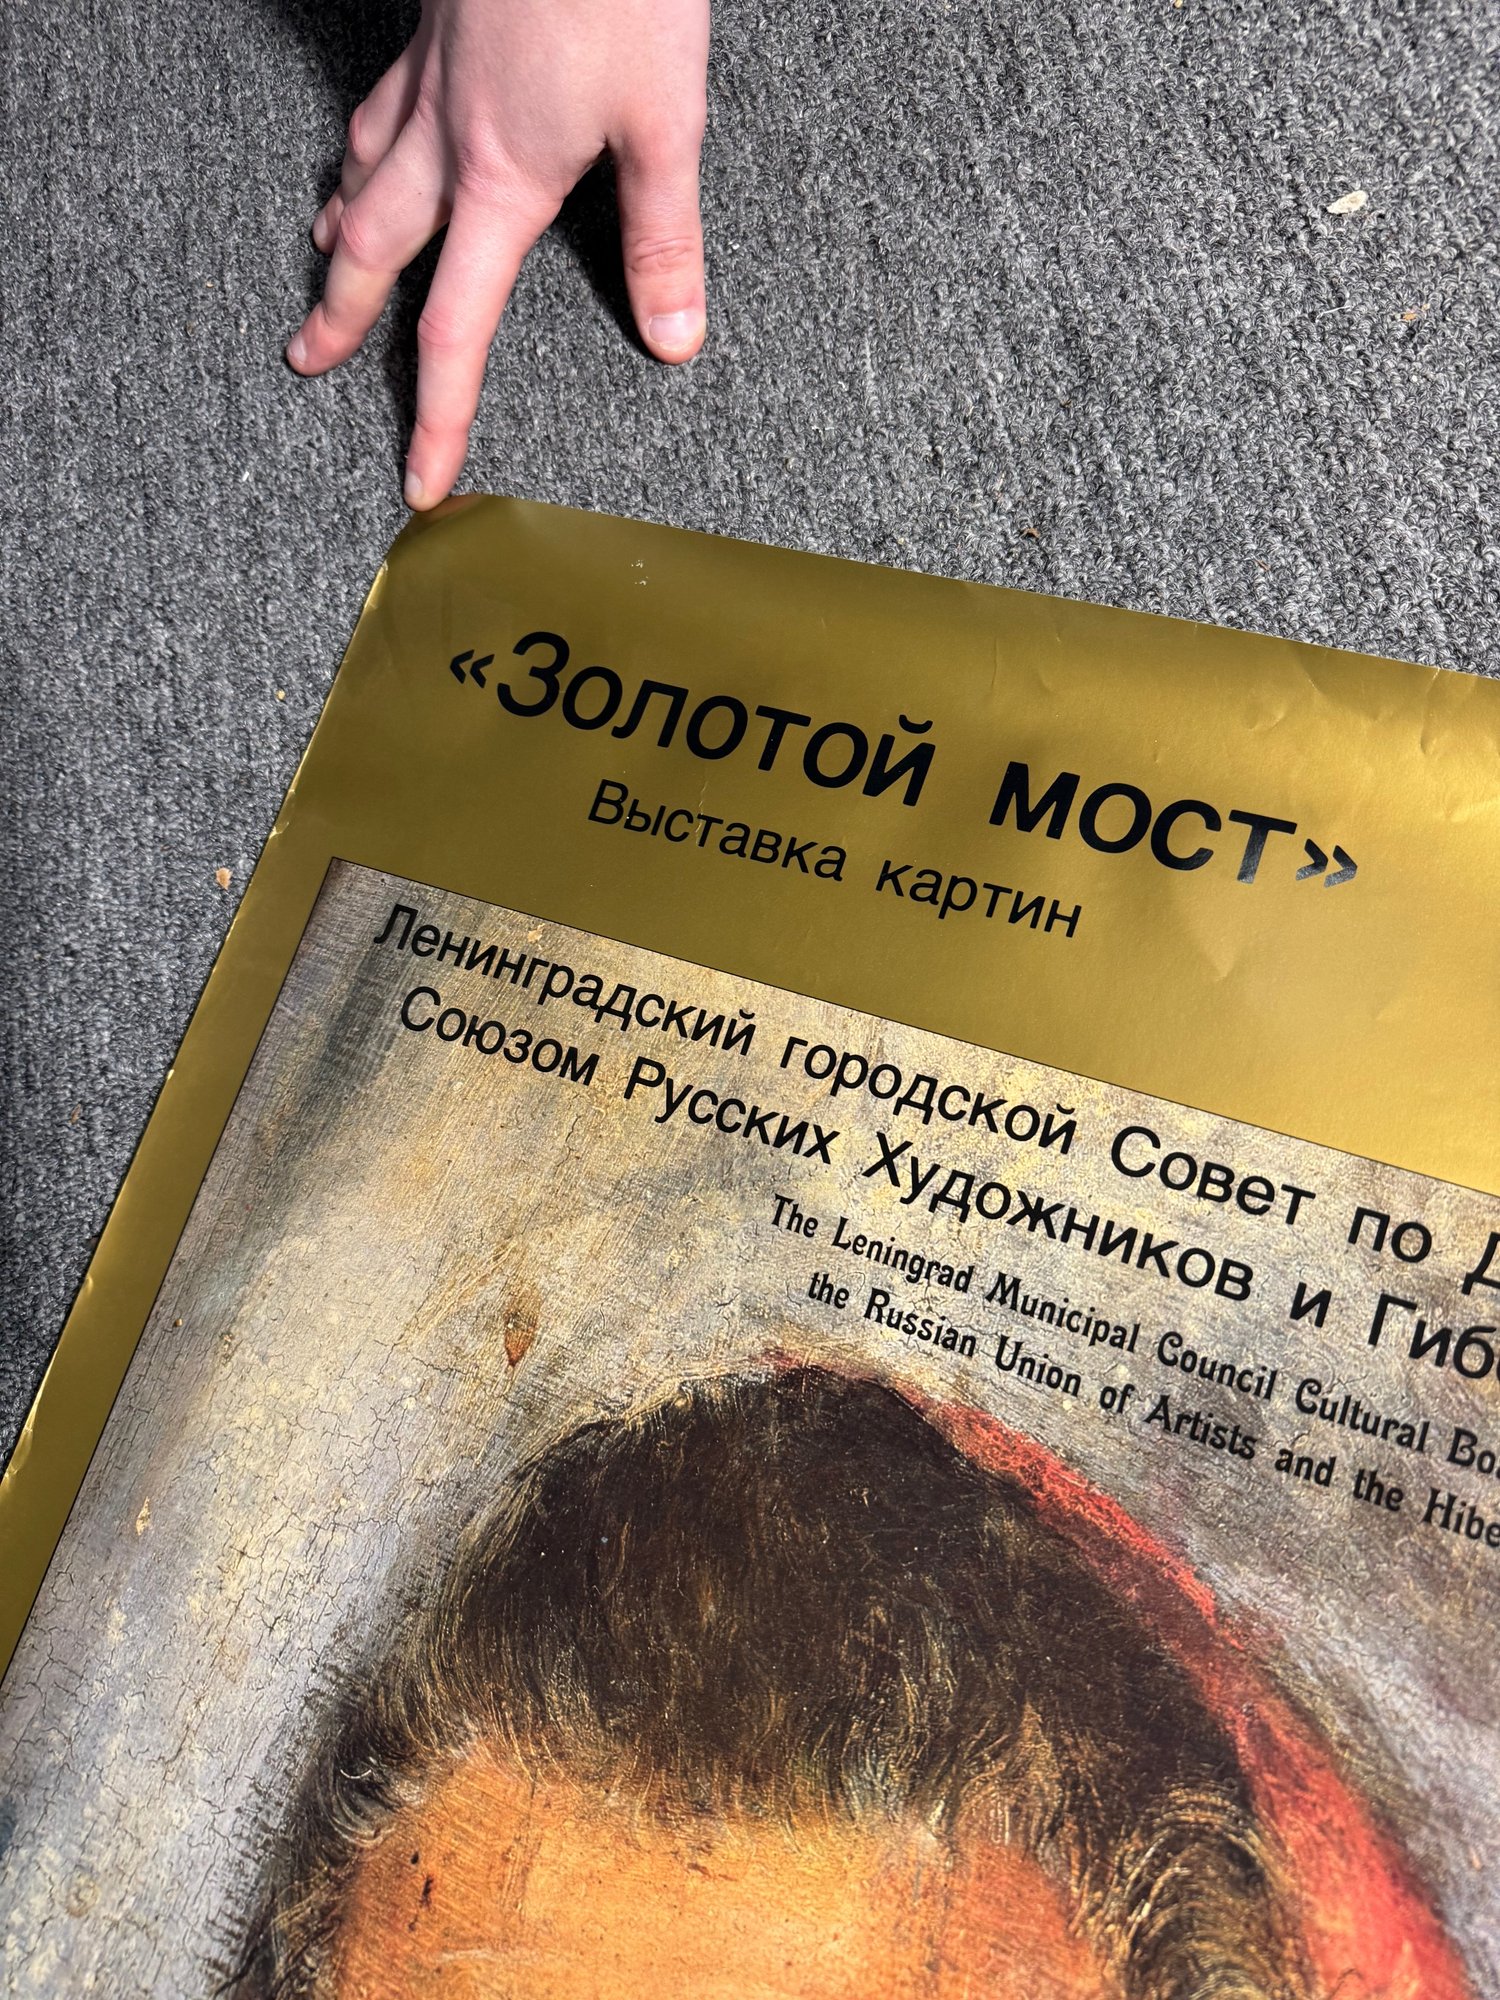 «Золотой мост»
Выставка картин
Ленинградский городской Совет по
Союзом Русских Художников и
The Leningrad Municipal Council Cultural
the Russian Union of Artists and the